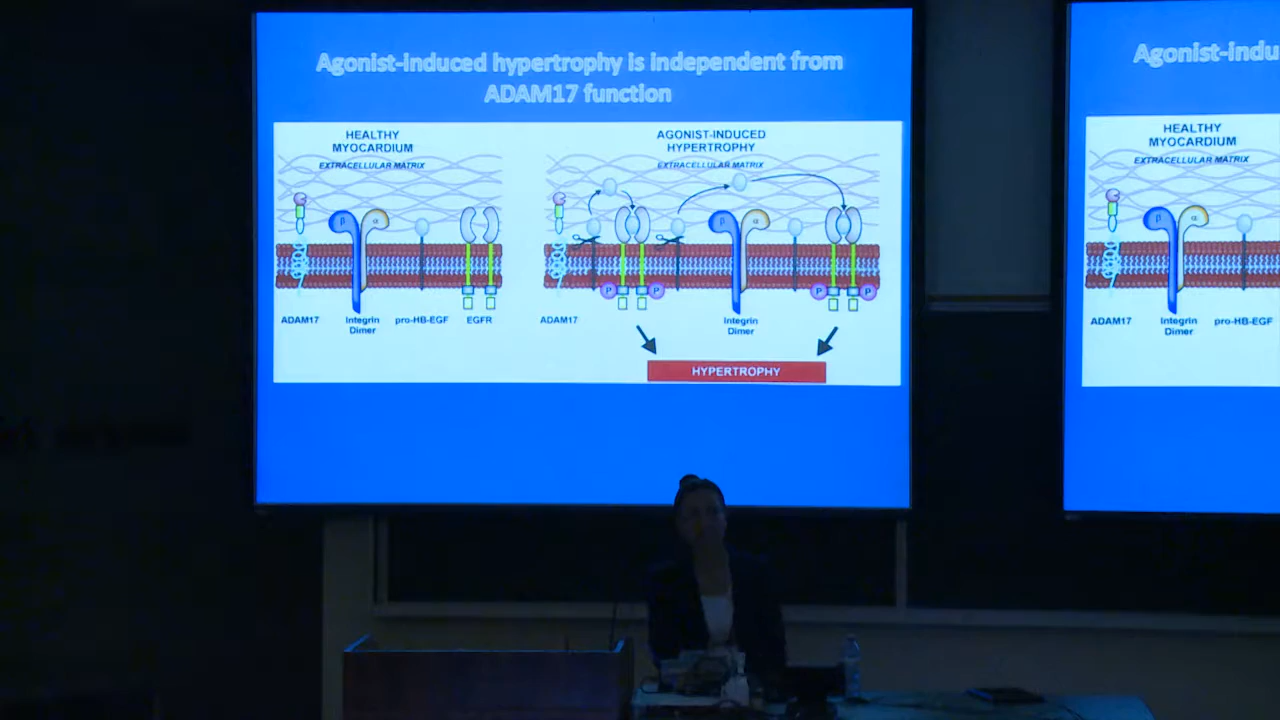 Agonist-induced hypertrophy is independent from
ADAM17 function
HEALTHY
MYOCARDIUM
EXTRACELLULAR MATRIX
β
α
ADAM17
Integrin
Dimer
pro-HB-EGF
EGFR
AGONIST-INDUCED
HYPERTROPHY
EXTRACELLULAR MATRIX
β
α
P
P
P
P
ADAM17
Integrin
Dimer
HYPERTROPHY
Agonist-indu
HEALTHY
MYOCARDIUM
EXTRACELLULAR MATRIX
β
α
ADAM17
Integrin
Dimer
pro-HB-EGF